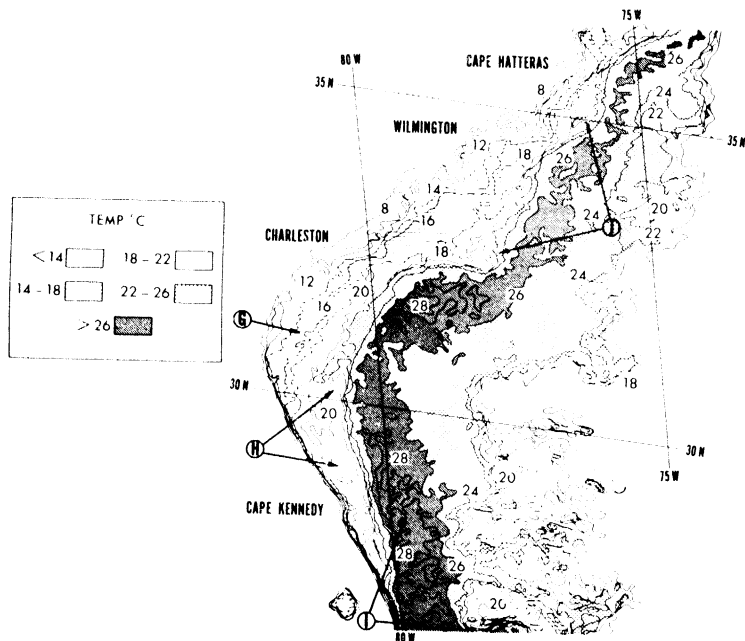 75 W
80 W
CAPE HATTERAS
26
35 N
8
24
22
WILMINGTON
35 N
12
18
26
14
20
8
16
24
22
TEMP °C
CHARLESTON
18
24
< 14
18 - 22
12
20
26
14 - 18
22 - 26
28
16
> 26
G
J
18
30 N
20
30 N
H
28
75 W
20
24
CAPE KENNEDY
28
26
20
I
80 W